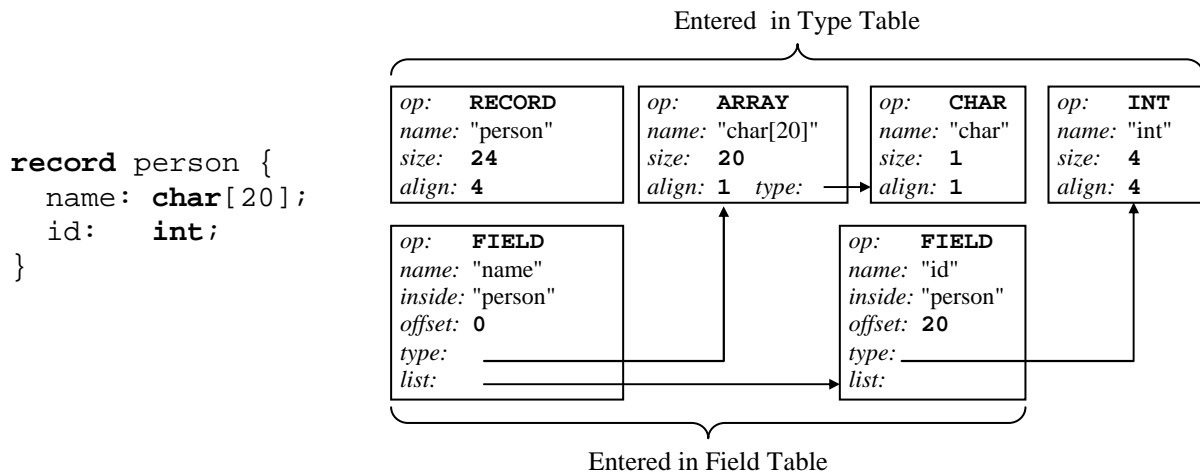 Entered in Type Table
record person {
name: char[20];
id: int;
}
op: RECORD
name: "person"
size: 24
align: 4
op: ARRAY
name: "char[20]"
size: 20
align: 1 type:
op: CHAR
name: "char"
size: 1
align: 1
op: INT
name: "int"
size: 4
align: 4
op: FIELD
name: "name"
inside: "person"
offset: 0
type:
list:
op: FIELD
name: "id"
inside: "person"
offset: 20
type:
list:
Entered in Field Table